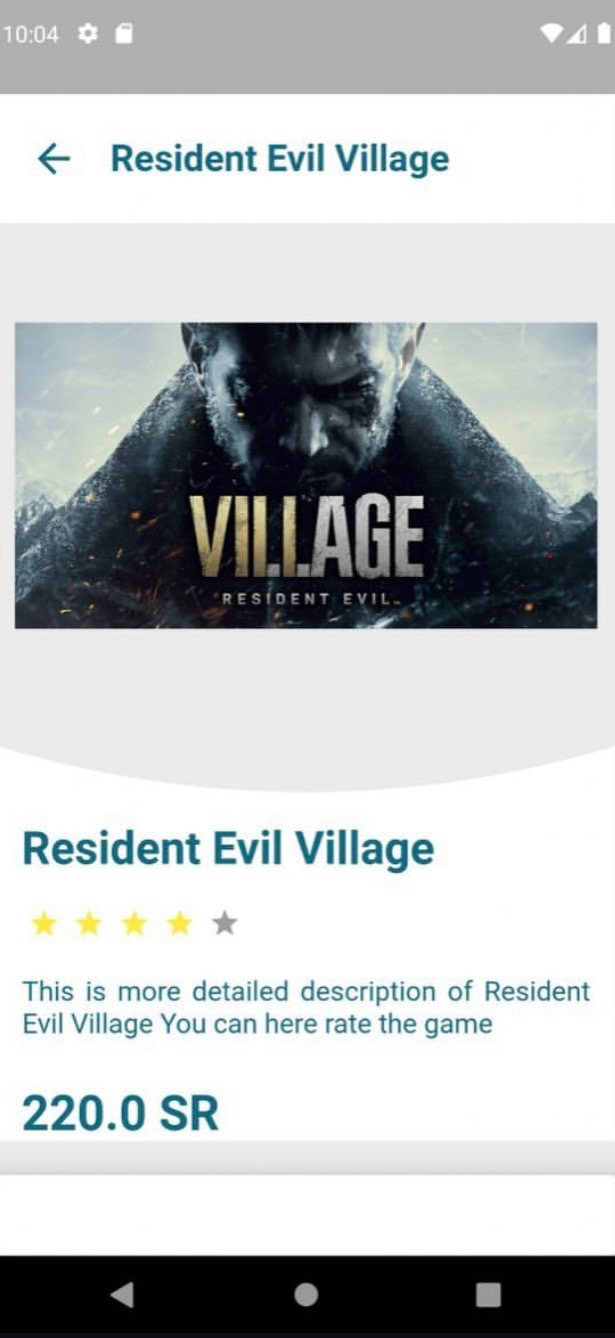 10:04
Resident Evil Village
VILLAGE
RESIDENT EVIL™
Resident Evil Village
This is more detailed description of Resident
Evil Village You can here rate the game
220.0 SR